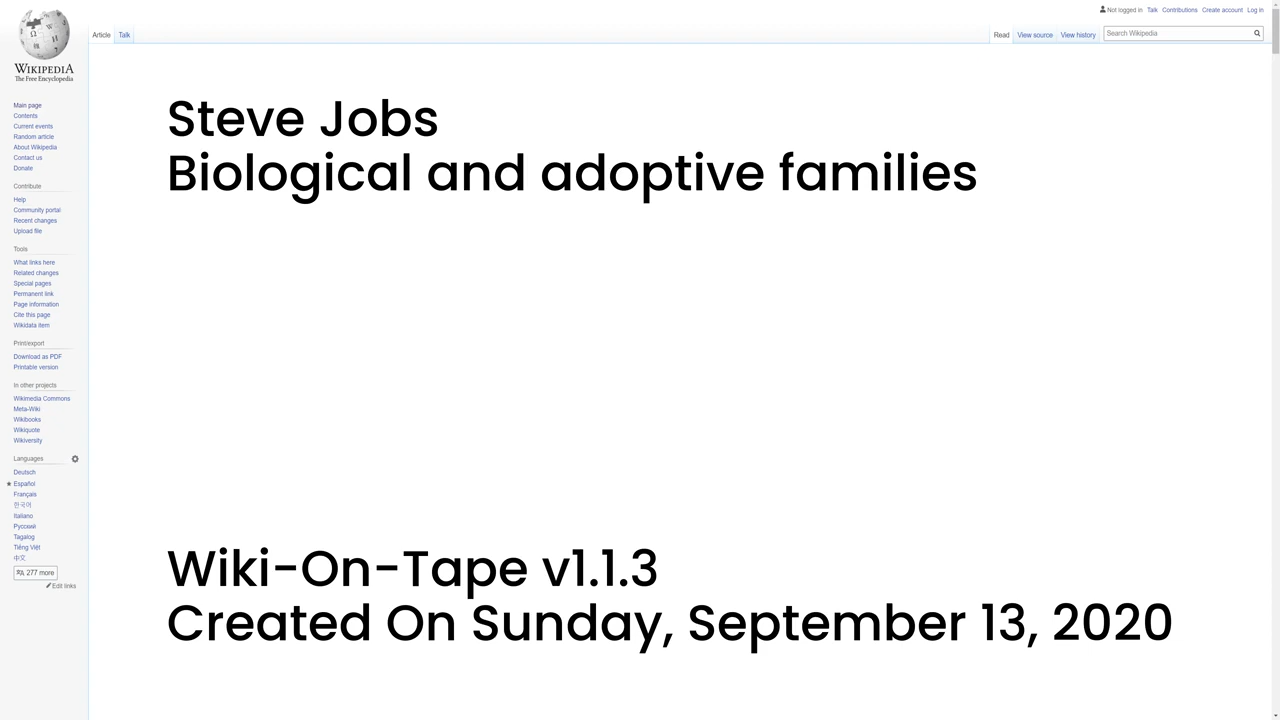 Not logged in Talk Contributions Create account Log in
Article Talk Read View source View history Search Wikipedia
WIKIPEDIA
The Free Encyclopedia
Main page
Contents
Current events
Random article
About Wikipedia
Contact us
Donate
Contribute
Help
Community portal
Recent changes
Upload file
Tools
What links here
Related changes
Special pages
Permanent link
Page information
Cite this page
Wikidata item
Print/export
Download as PDF
Printable version
In other projects
Wikimedia Commons
Meta-Wiki
Wikibooks
Wikiquote
Wikiversity
Languages
Deutsch
Español
Français
한국어
Italiano
Русский
Tagalog
Tiếng Việt
中文
277 more
Edit links
Steve Jobs
Biological and adoptive families
Wiki-On-Tape v1.1.3
Created On Sunday, September 13, 2020